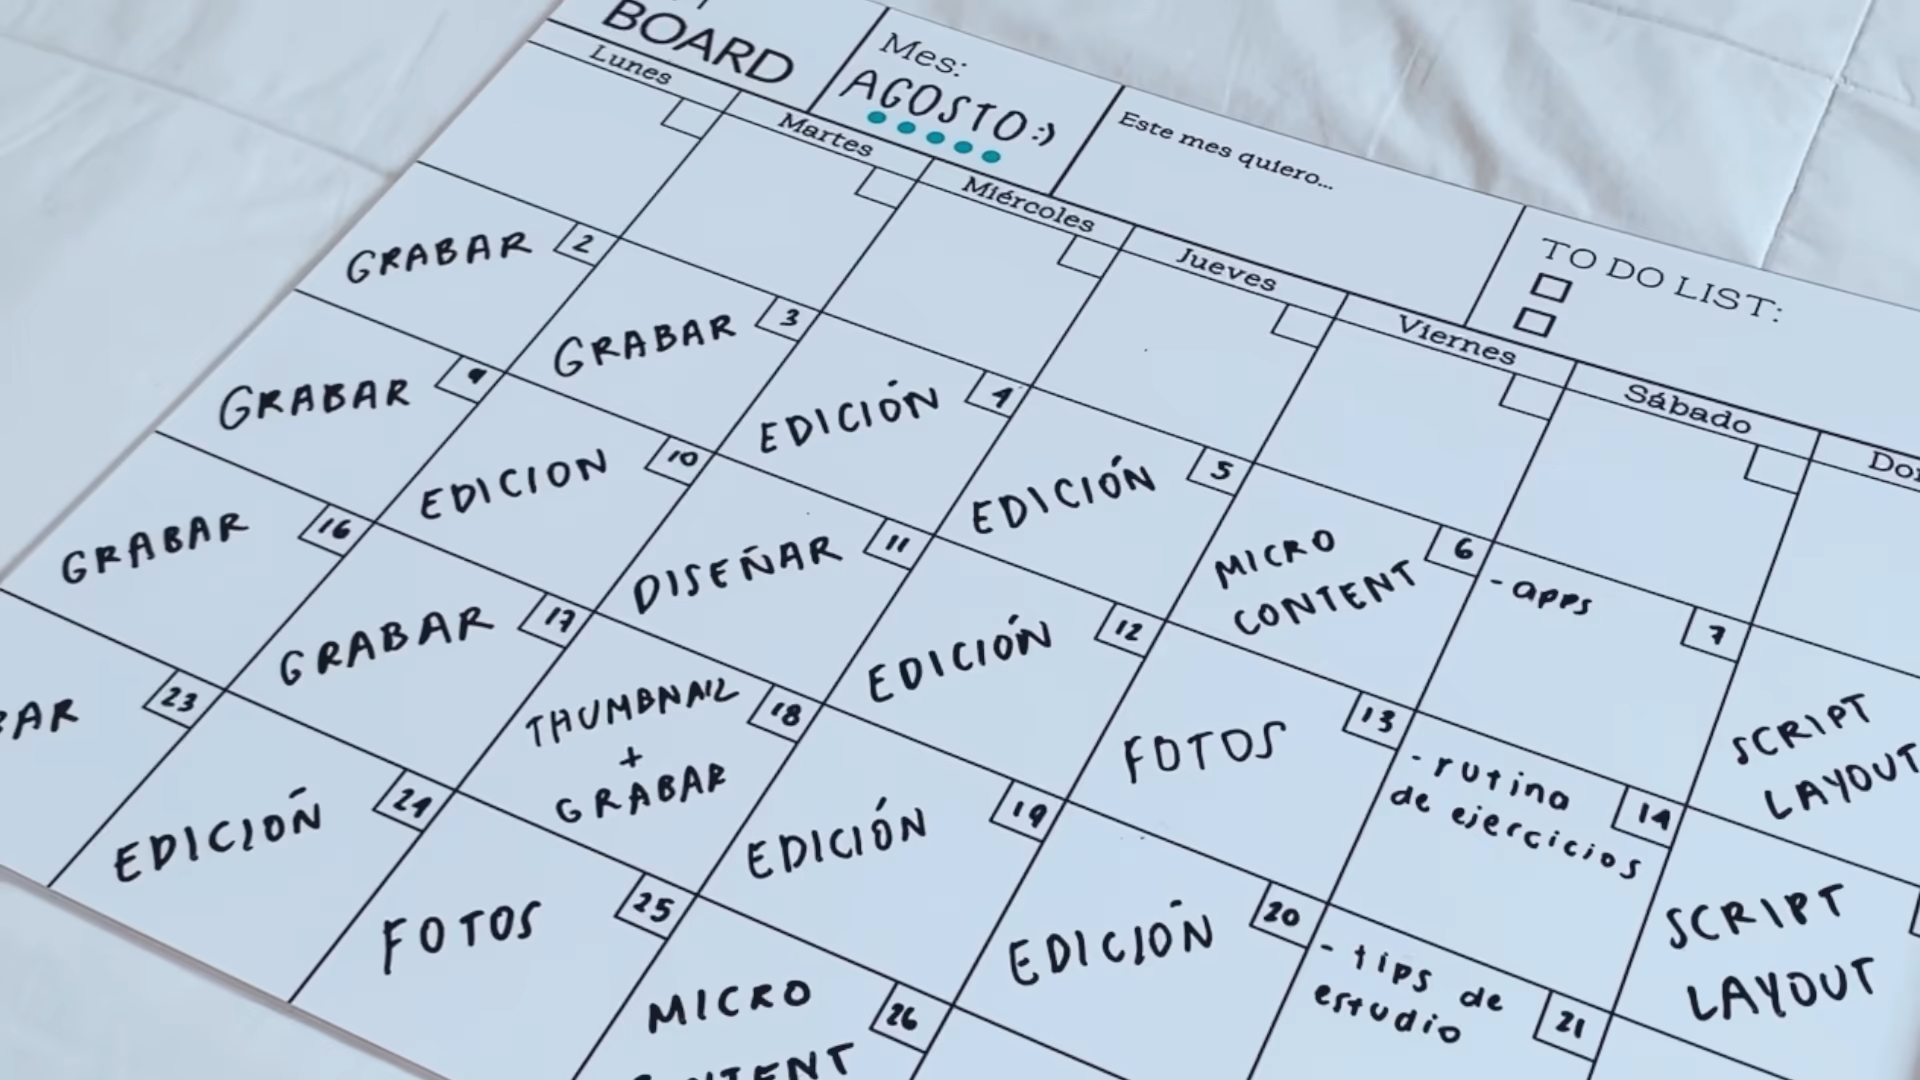 BOARD
Mes:
AGOSTO :)
Este mes quiero...
TO DO LIST:
Lunes
Martes
Miércoles
Jueves
Viernes
Sábado
2
GRABAR
3
GRABAR
4
EDICIÓN
5
EDICIÓN
6
MICRO
CONTENT
7
- apps
SCRIPT
LAYOUT
9
GRABAR
10
EDICION
11
DISEÑAR
12
EDICIÓN
13
FOTOS
14
- rutina
de ejercicios
SCRIPT
LAYOUT
16
GRABAR
17
GRABAR
18
THUMBNAIL
+
GRABAR
19
EDICIÓN
20
EDICIÓN
21
- tips de
estudio
23
24
EDICIÓN
25
FOTOS
26
MICRO